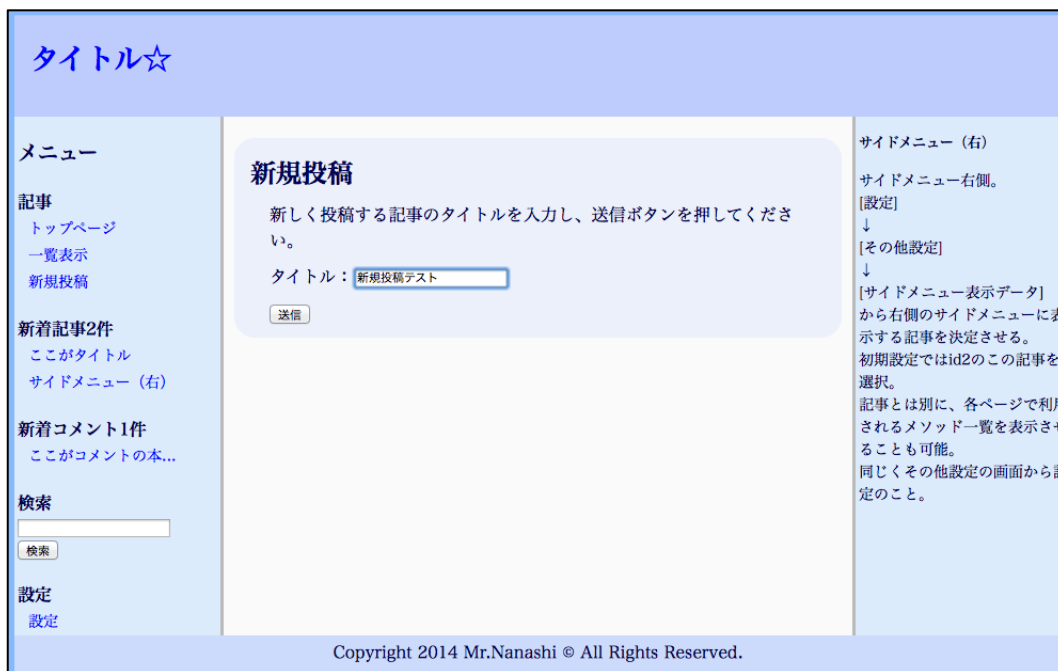 タイトル☆
メニュー
記事
トップページ
一覧表示
新規投稿
新着記事2件
ここがタイトル
サイドメニュー（右）
新着コメント1件
ここがコメントの本...
検索
検索
設定
設定
新規投稿
新しく投稿する記事のタイトルを入力し、送信ボタンを押してくださ
い。
タイトル：新規投稿テスト
送信
サイドメニュー（右）
サイドメニュー右側。
[設定]
↓
[その他設定]
↓
[サイドメニュー表示データ]
から右側のサイドメニューに表
示する記事を決定させる。
初期設定ではid2のこの記事を
選択。
記事とは別に、各ページで利用
されるメソッド一覧を表示させ
ることも可能。
同じくその他設定の画面から設
定のこと。
Copyright 2014 Mr.Nanashi © All Rights Reserved.